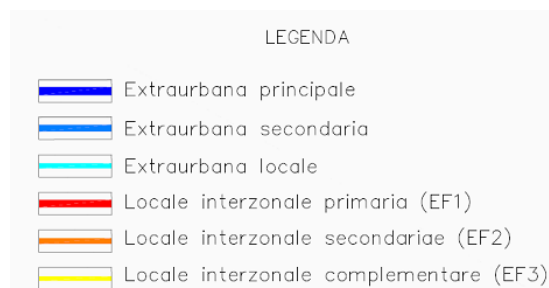 LEGENDA
Extraurbana principale
Extraurbana secondaria
Extraurbana locale
Locale interzonale primaria (EF1)
Locale interzonale secondariae (EF2)
Locale interzonale complementare (EF3)